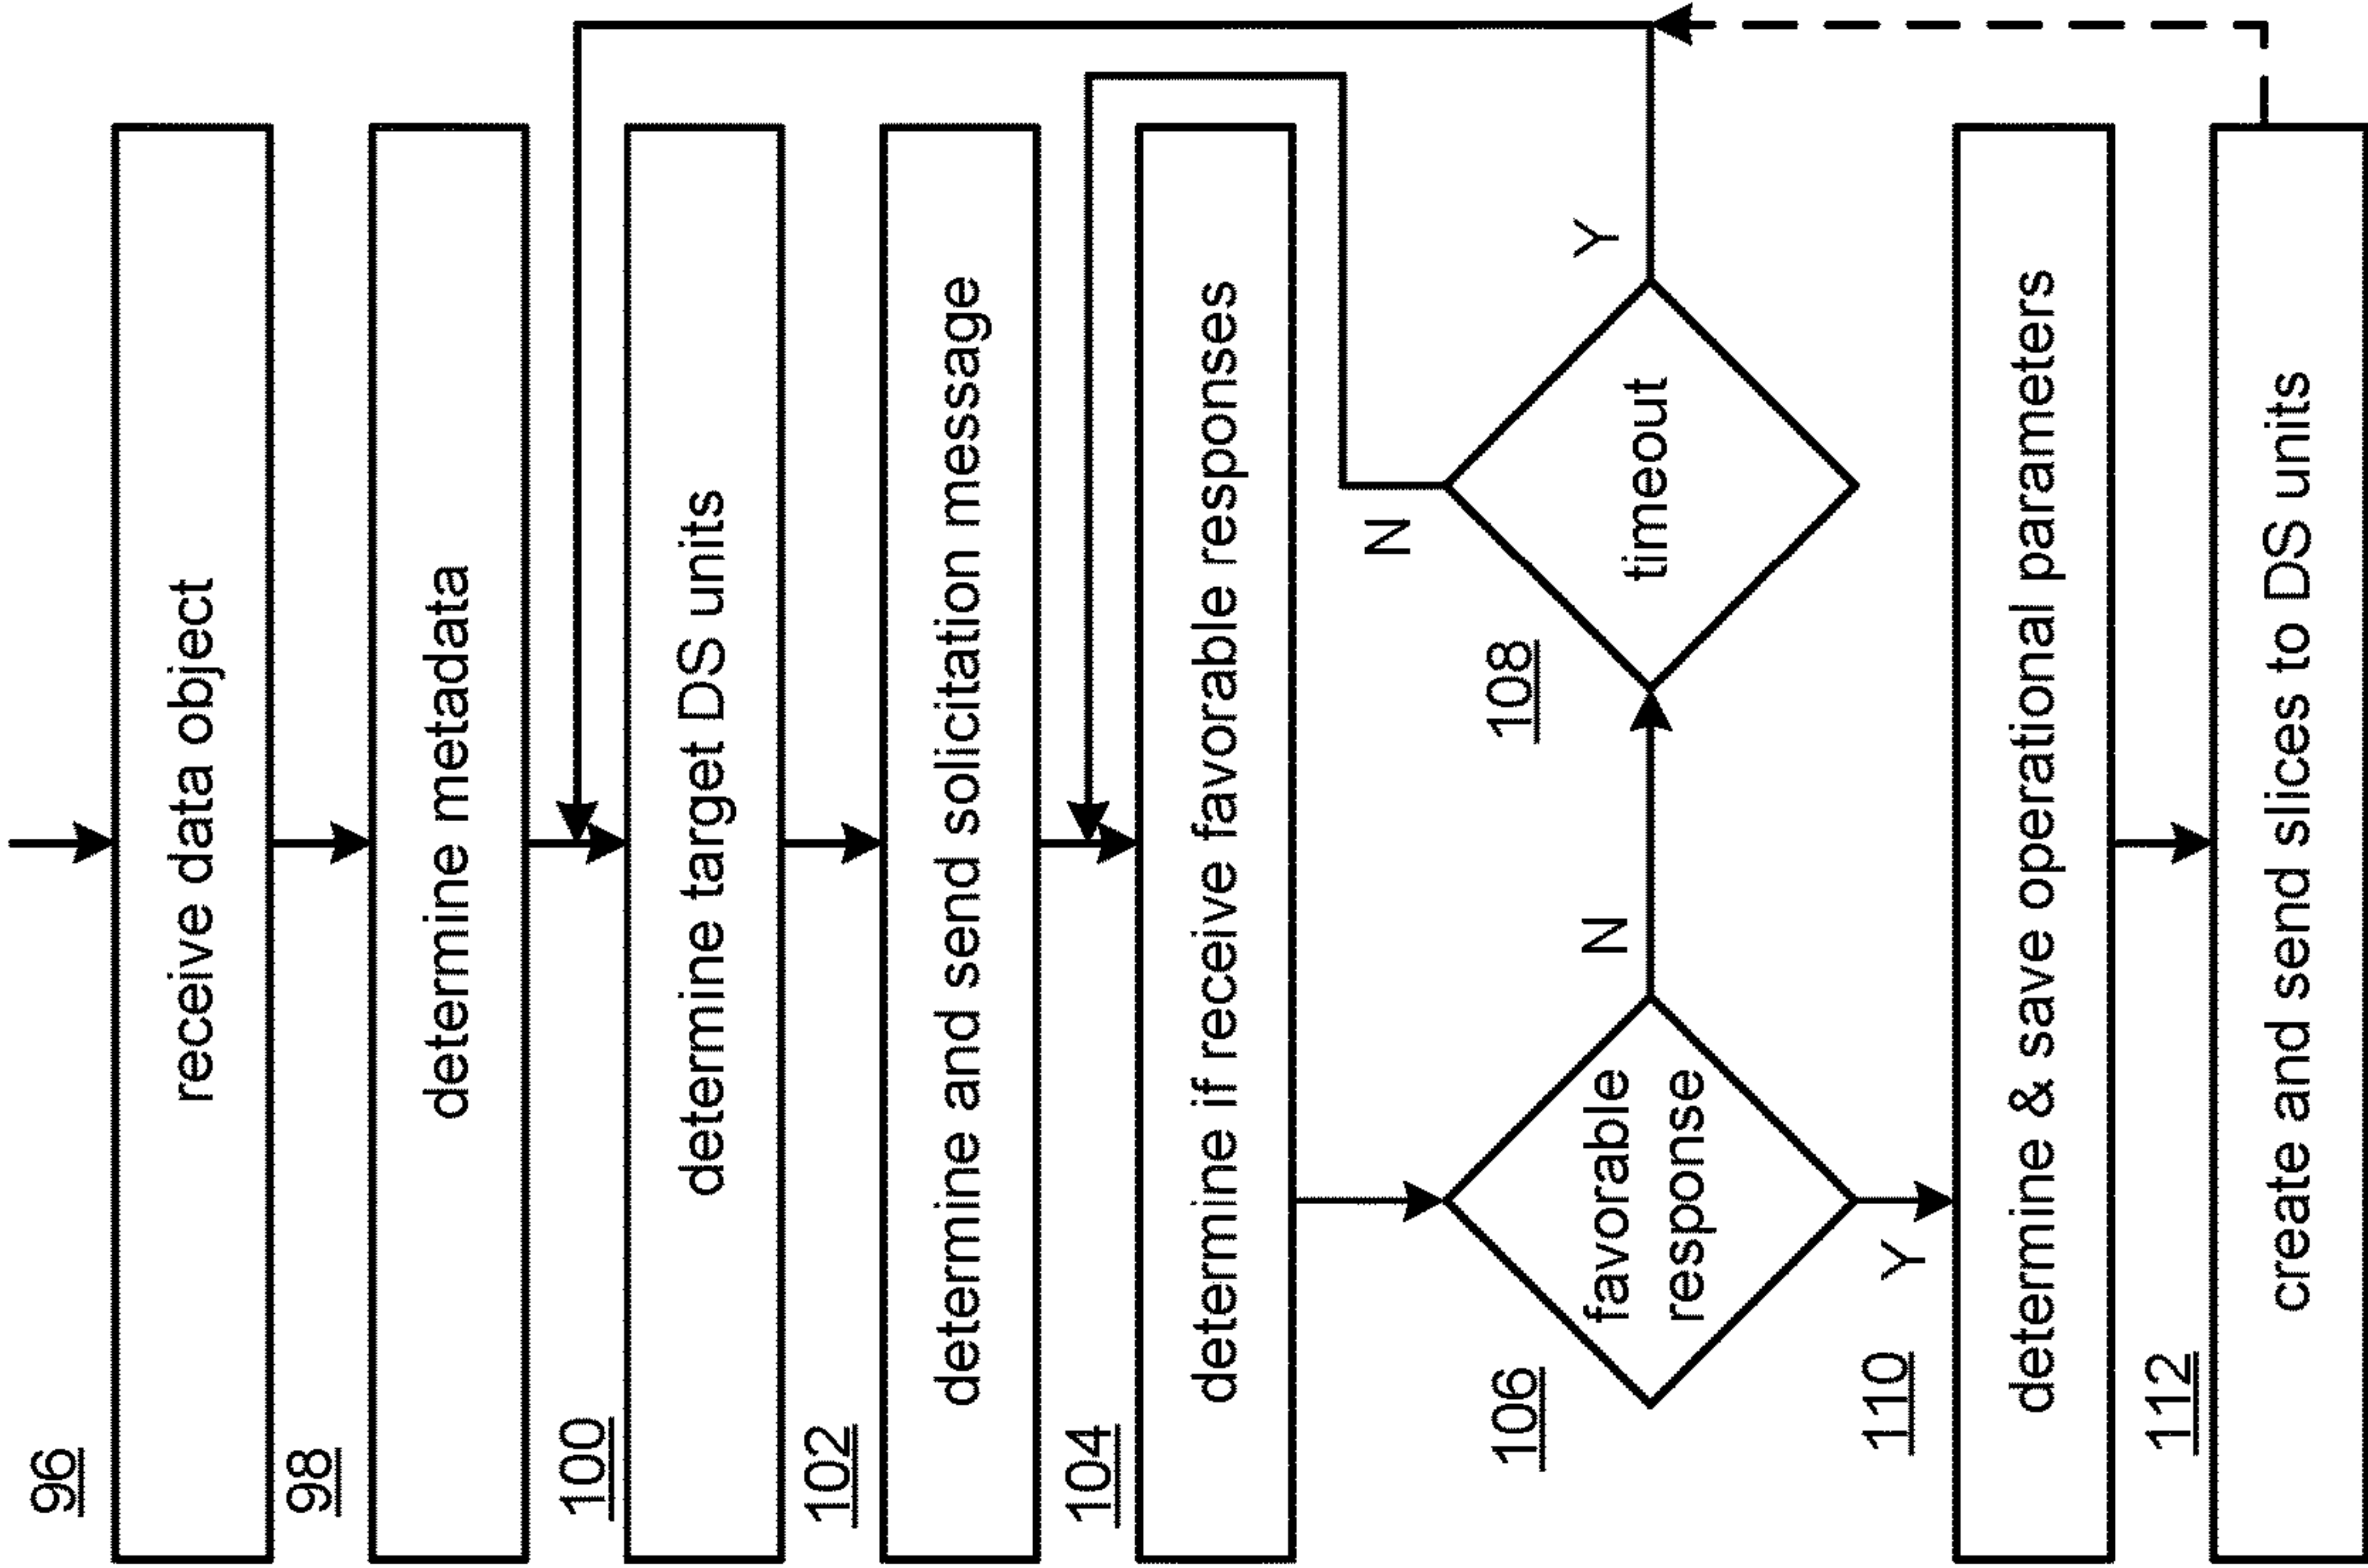 96
receive data object
98
determine metadata
100
determine target DS units
102
determine and send solicitation message
104
determine if receive favorable responses
106
favorable
response
N
108
timeout
N
Y
Y
110
determine & save operational parameters
112
create and send slices to DS units